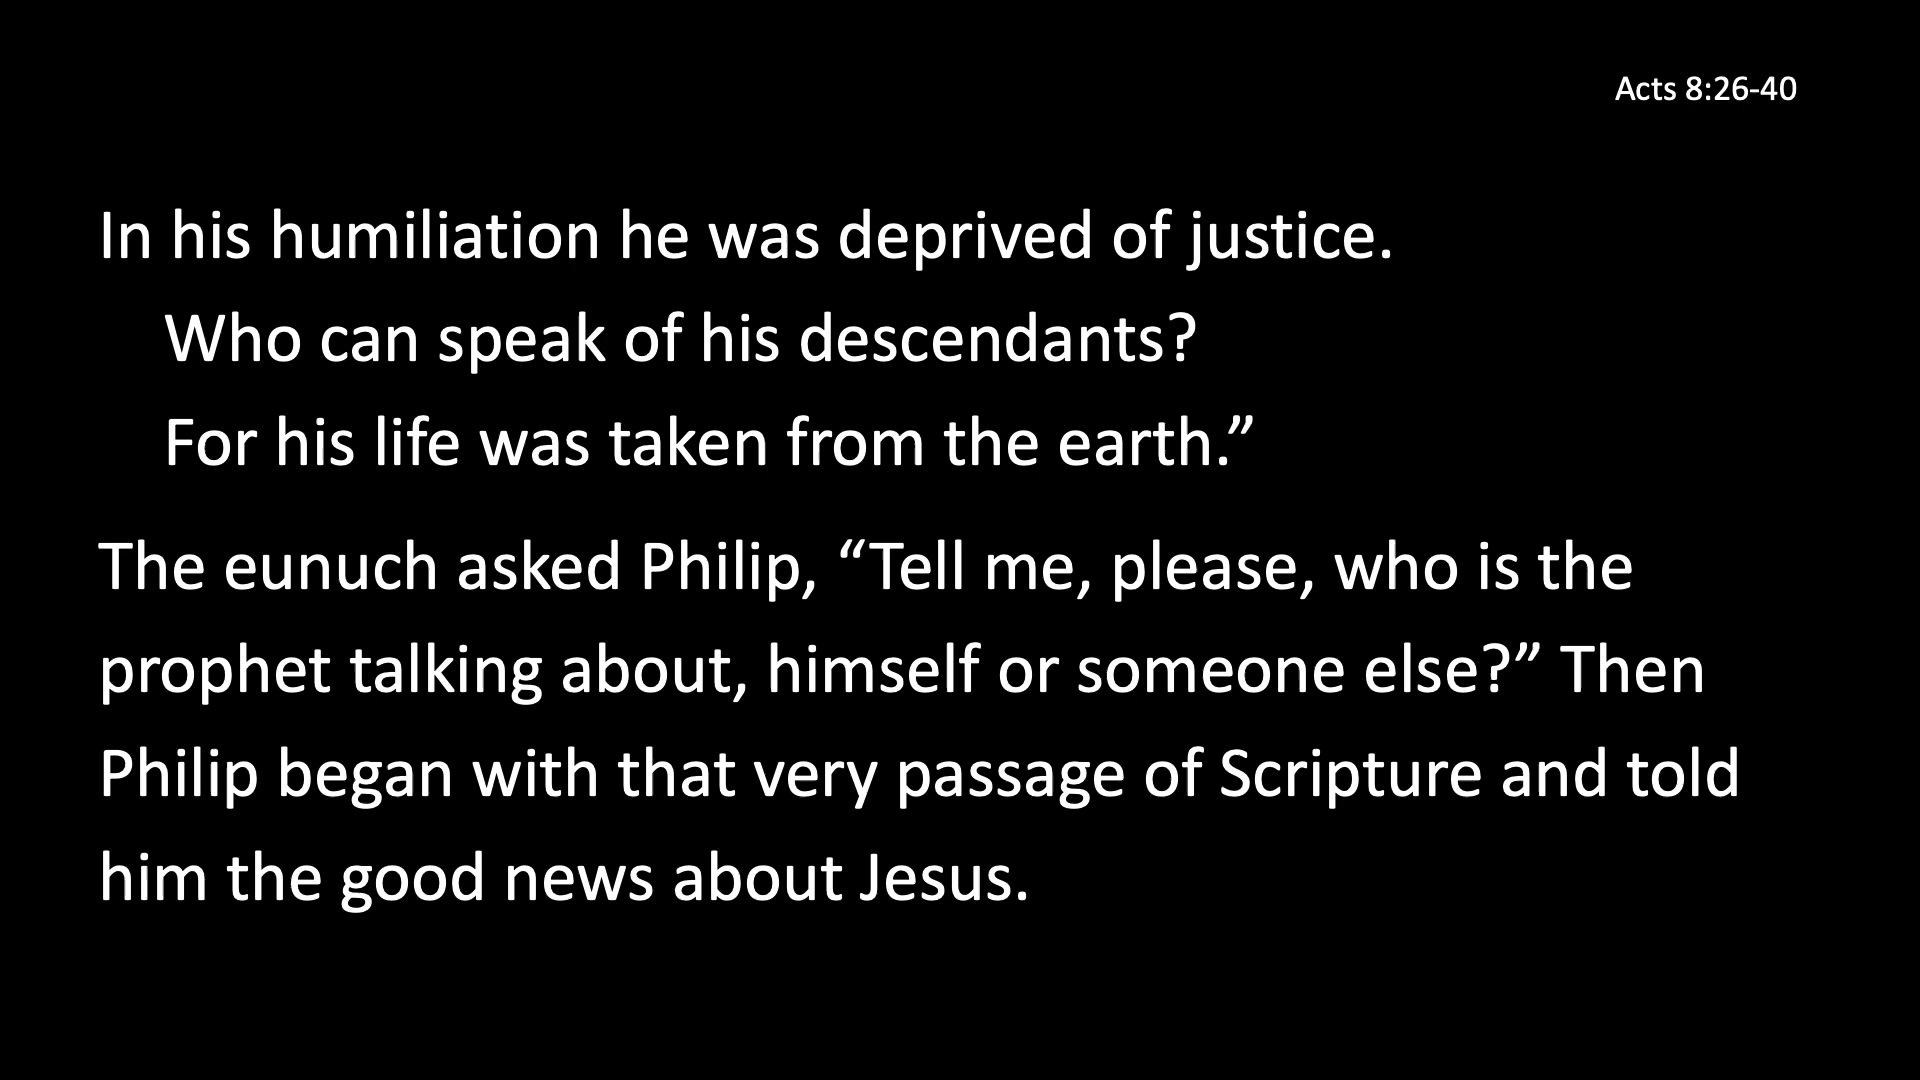 Acts 8:26-40
In his humiliation he was deprived of justice.
Who can speak of his descendants?
For his life was taken from the earth.”
The eunuch asked Philip, “Tell me, please, who is the
prophet talking about, himself or someone else?” Then
Philip began with that very passage of Scripture and told
him the good news about Jesus.